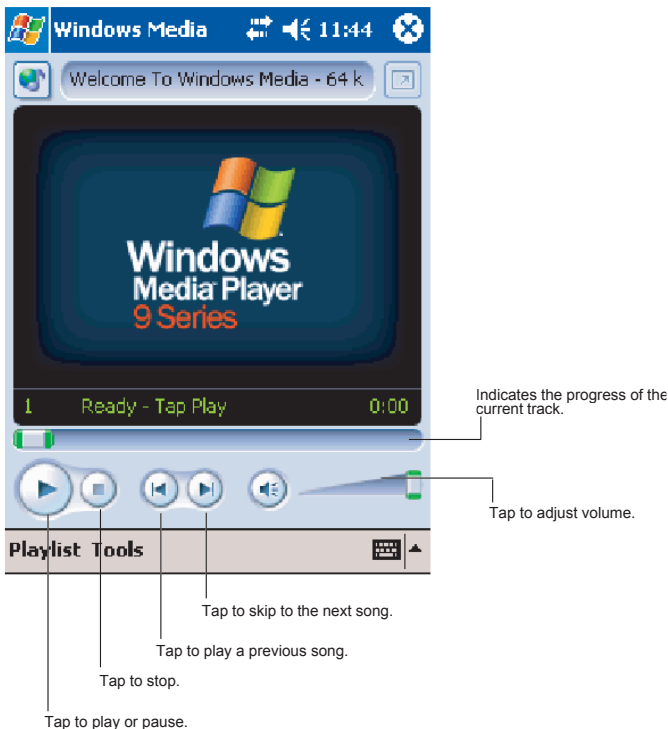 Windows Media 11:44
Welcome To Windows Media - 64 k
Windows
Media Player
9 Series
1 Ready - Tap Play 0:00
Indicates the progress of the
current track.
Tap to adjust volume.
Playlist Tools
Tap to skip to the next song.
Tap to play a previous song.
Tap to stop.
Tap to play or pause.